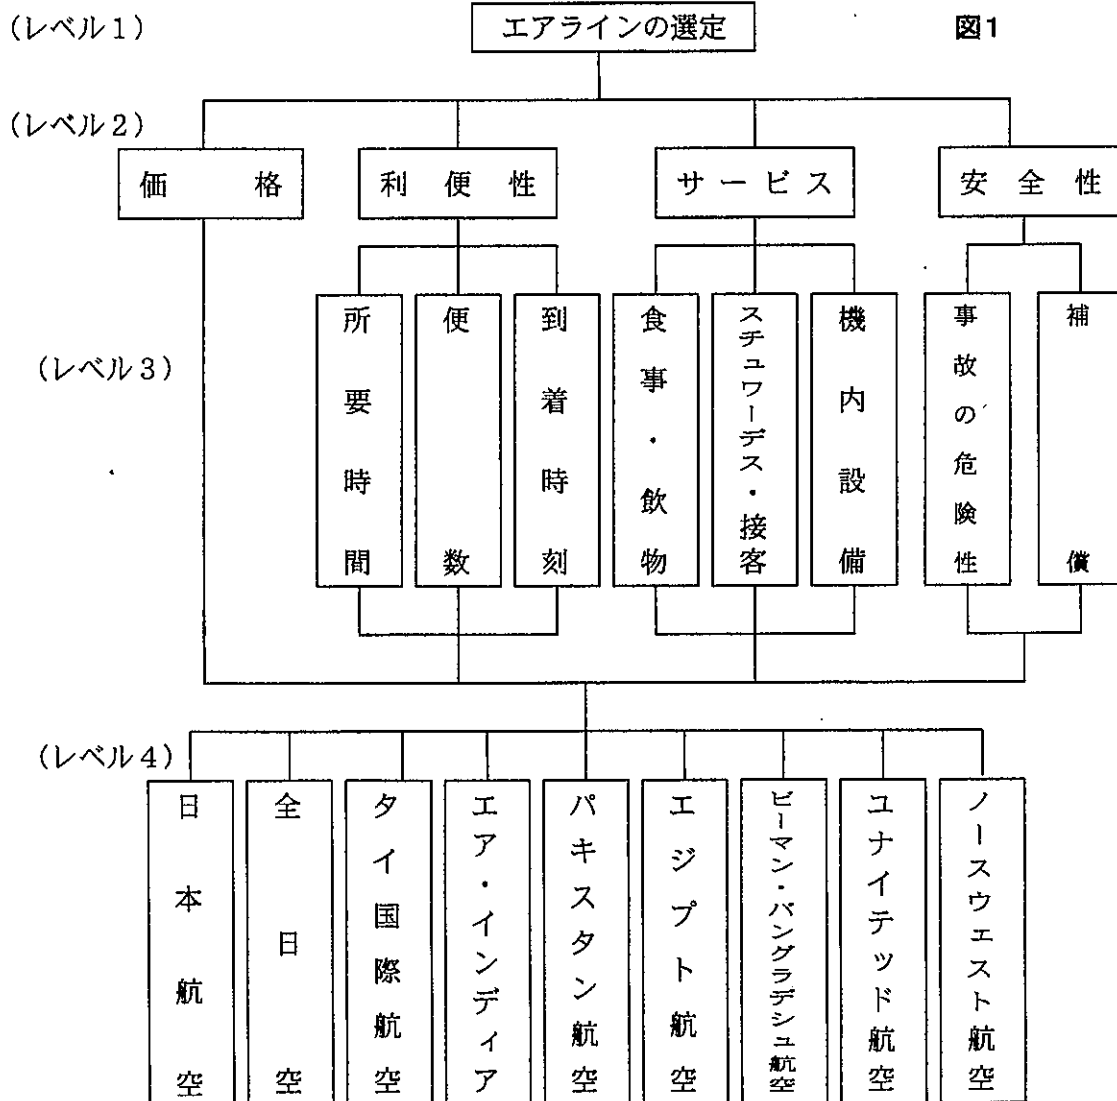 (レベル1)
エアラインの選定
図1
(レベル2)
価格
利便性
サービス
安全性
(レベル3)
所要時間
便数
到着時刻
食事・飲物
スチュワーデス・接客
機内設備
事故の危険性
補償
(レベル4)
日本航空
全日空
タイ国際航空
エア・インディア
パキスタン航空
エジプト航空
ビーマン・バングラデシュ航空
ユナイテッド航空
ノースウェスト航空